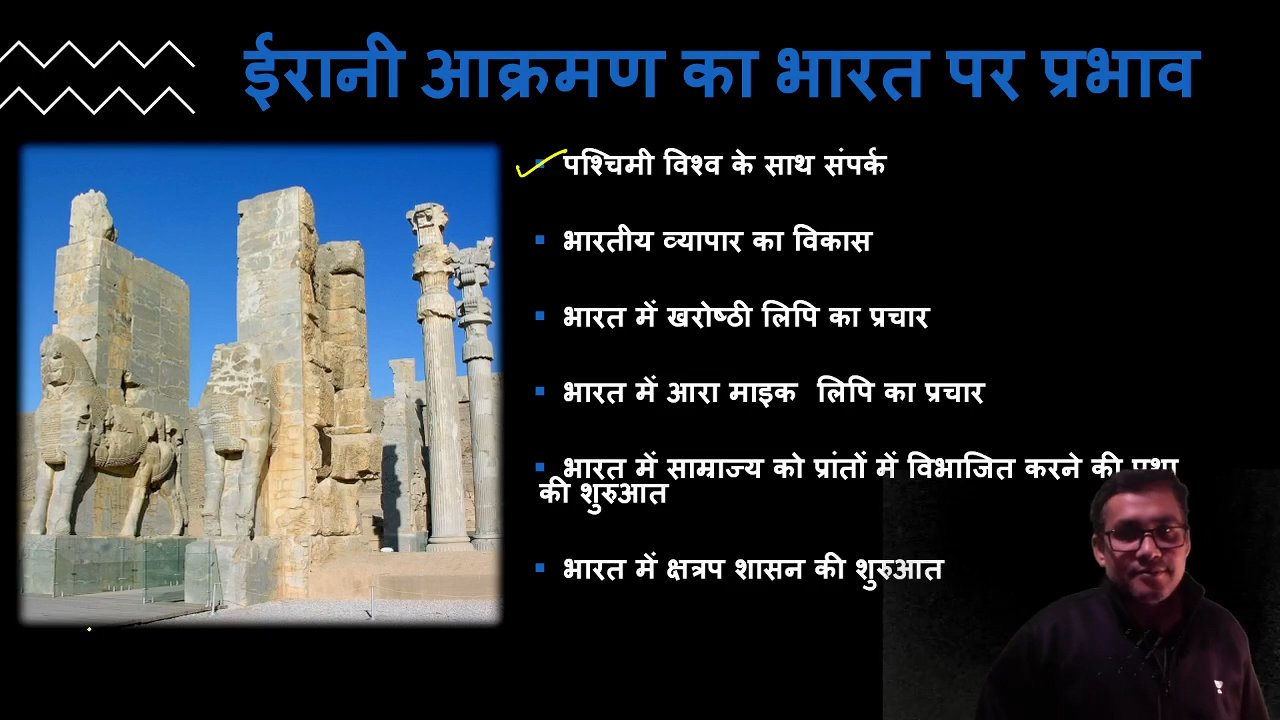 ईरानी आक्रमण का भारत पर प्रभाव
पश्चिमी विश्व के साथ संपर्क
भारतीय व्यापार का विकास
भारत में खरोष्ठी लिपि का प्रचार
भारत में आरा माइक लिपि का प्रचार
भारत में साम्राज्य को प्रांतों में विभाजित करने की प्रथा
की शुरुआत
भारत में क्षत्रप शासन की शुरुआत